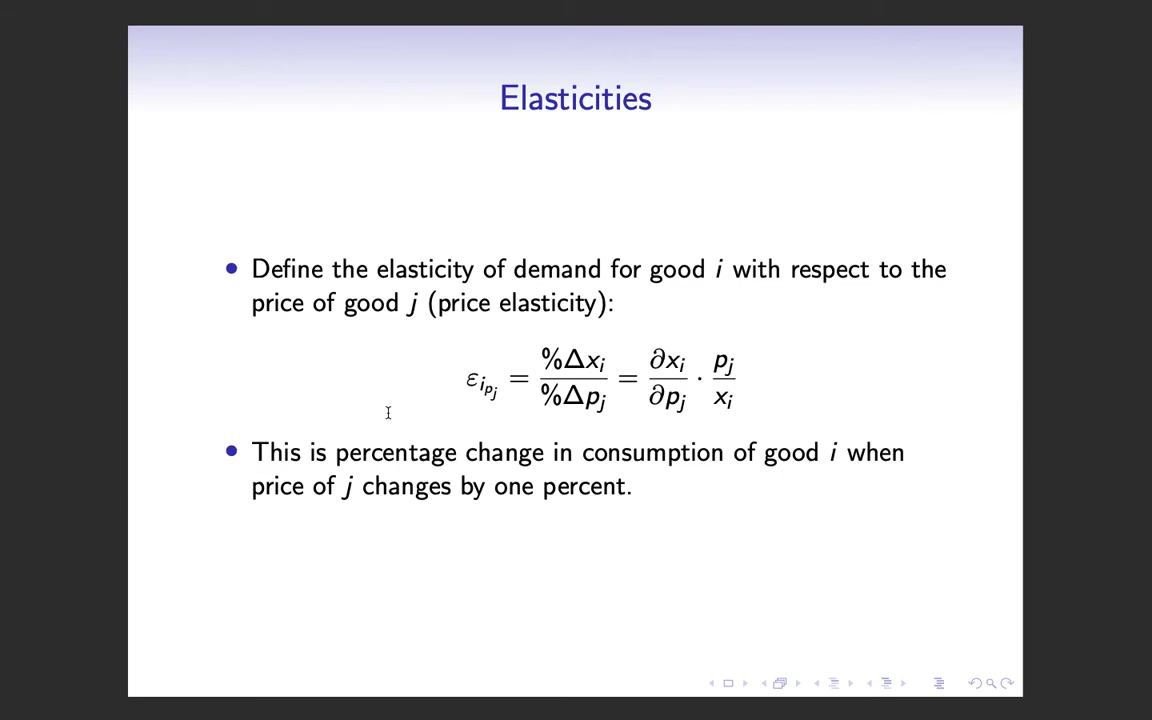 Elasticities
• Define the elasticity of demand for good i with respect to the
price of good j (price elasticity):
ε_{i_{p_j}} = %Δx_i / %Δp_j = ∂x_i / ∂p_j · p_j / x_i
• This is percentage change in consumption of good i when
price of j changes by one percent.